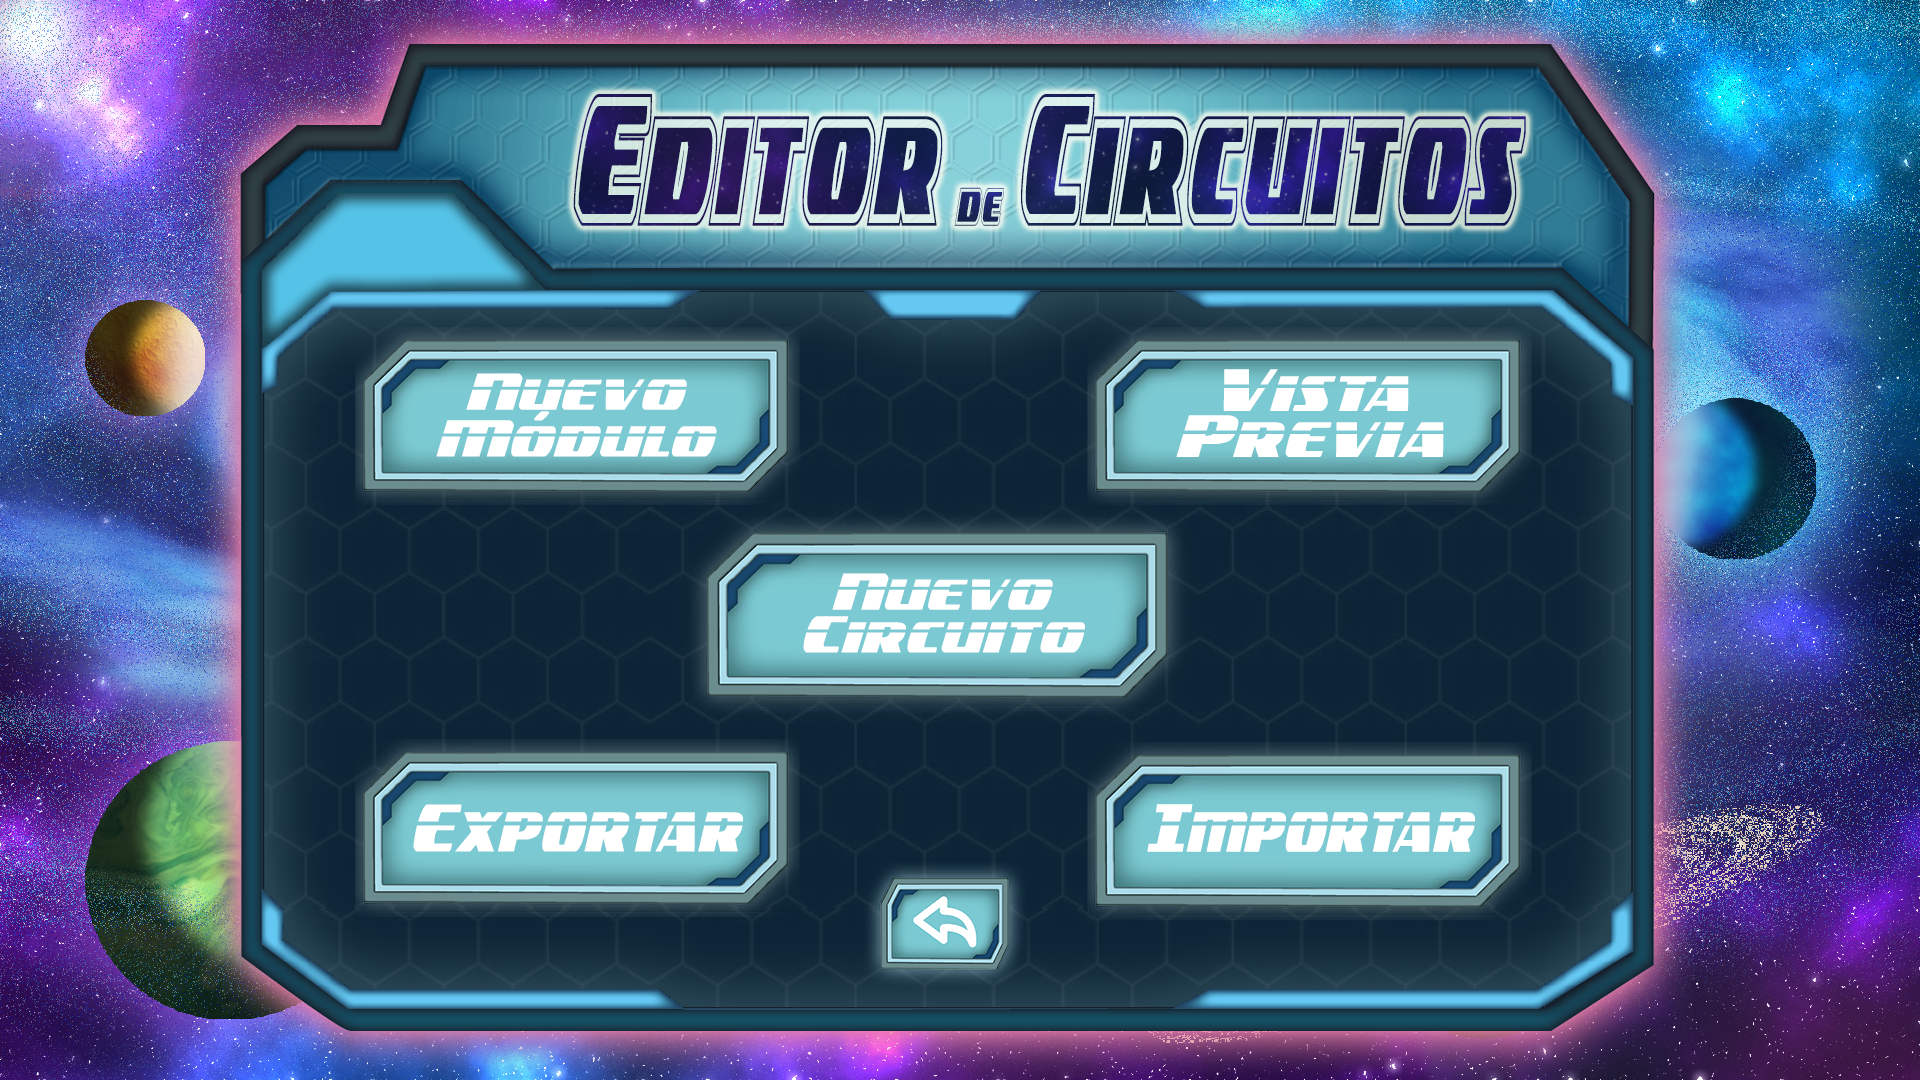 Editor de Circuitos
Nuevo
Módulo
Vista
Previa
Nuevo
Circuito
Exportar
Importar